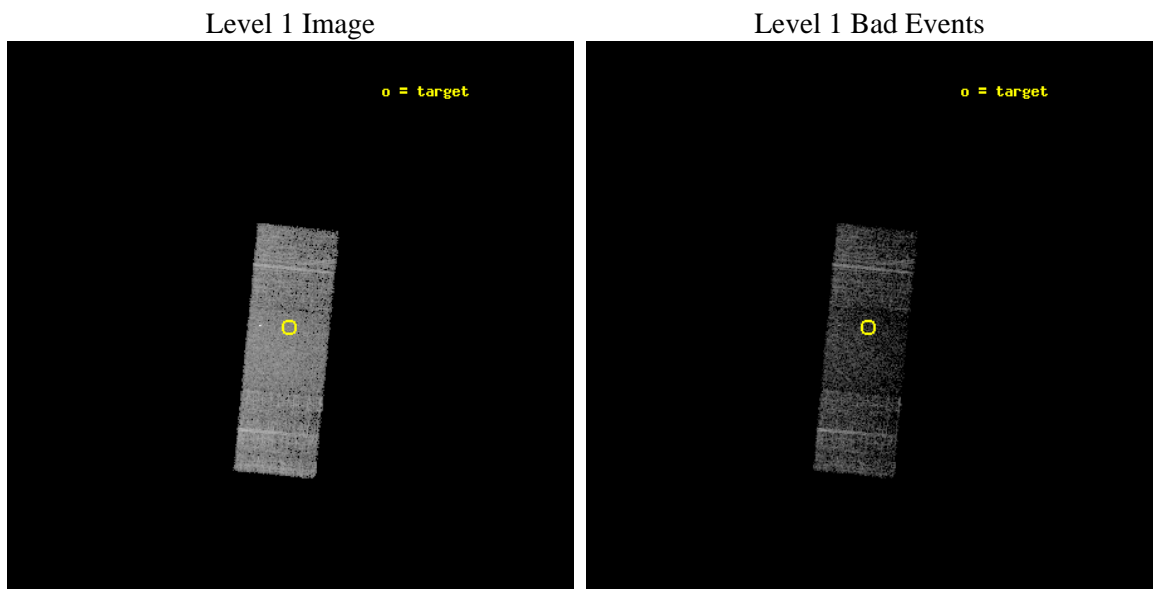 Level 1 Image
Level 1 Bad Events
o = target
o = target